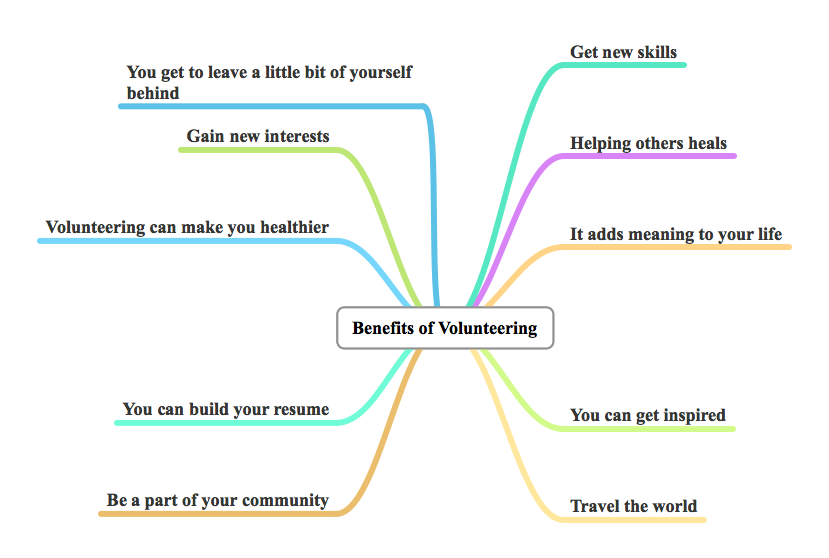 You get to leave a little bit of yourself
behind
Gain new interests
Volunteering can make you healthier
You can build your resume
Be a part of your community
Benefits of Volunteering
Get new skills
Helping others heals
It adds meaning to your life
You can get inspired
Travel the world